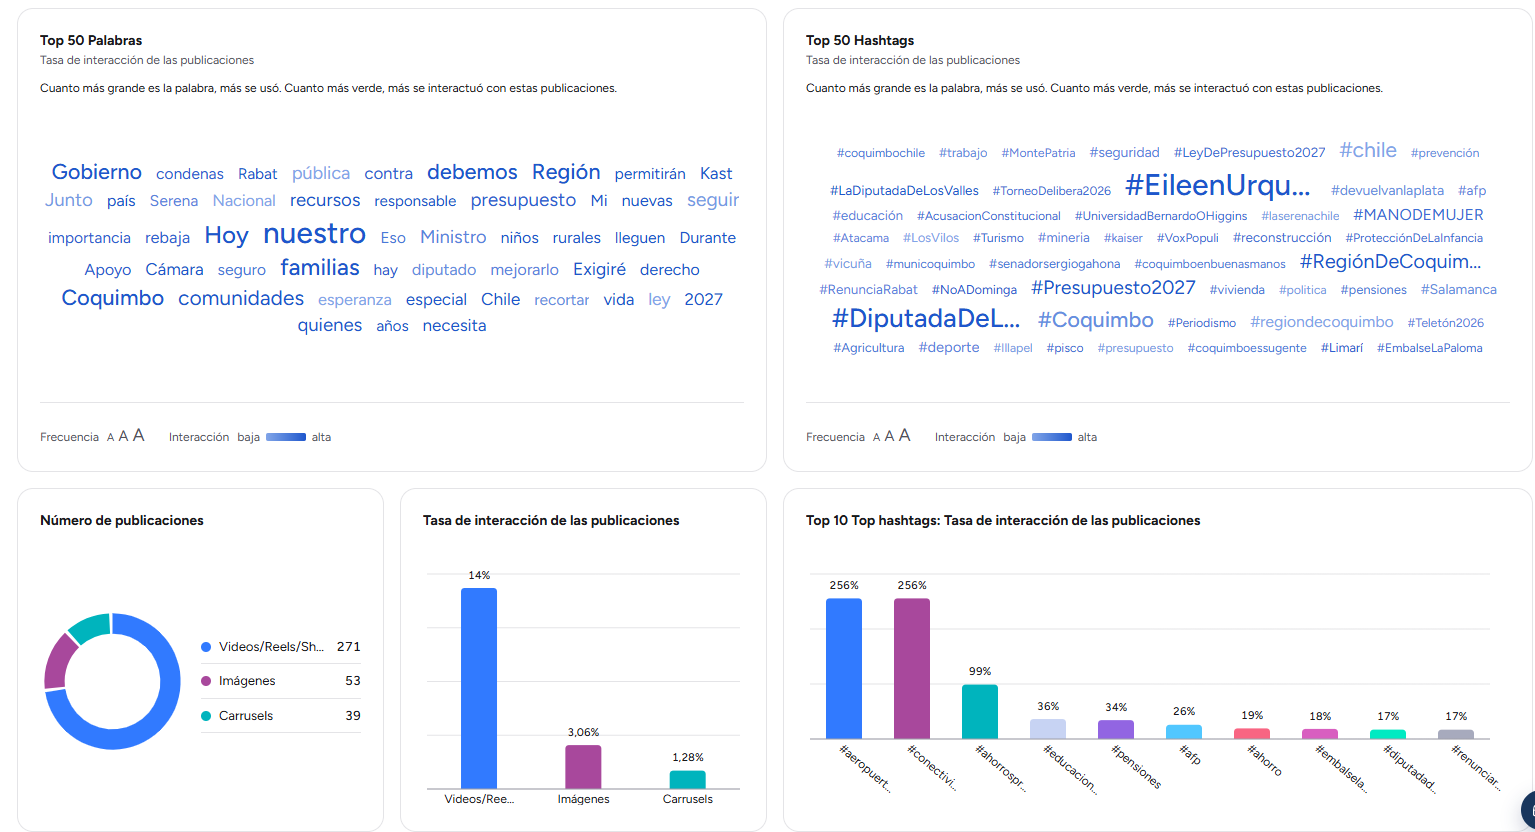 Top 50 Palabras
Tasa de interacción de las publicaciones
Cuanto más grande es la palabra, más se usó. Cuanto más verde, más se interactuó con estas publicaciones.
Gobierno condenas Rabat pública contra debemos Región permitirán Kast
Junto país Serena Nacional recursos responsable presupuesto Mi nuevas seguir
importancia rebaja Hoy nuestro Eso Ministro niños rurales lleguen Durante
Apoyo Cámara seguro familias hay diputado mejorarlo Exigiré derecho
Coquimbo comunidades esperanza especial Chile recortar vida ley 2027
quienes años necesita
Frecuencia A A A Interacción baja alta
Top 50 Hashtags
Tasa de interacción de las publicaciones
Cuanto más grande es la palabra, más se usó. Cuanto más verde, más se interactuó con estas publicaciones.
#coquimbochile #trabajo #MontePatria #seguridad #LeyDePresupuesto2027 #chile #prevención
#LaDiputadaDeLosValles #TorneoDelibera2026 #EileenUrqu... #devuelvanlaplata #afp
#educación #AcusacionConstitucional #UniversidadBernardoOHiggins #laserenachile #MANODEMUJER
#Atacama #LosVilos #Turismo #mineria #kaiser #VoxPopuli #reconstrucción #ProtecciónDeLaInfancia
#vicuña #municoquimbo #senadorsergiogahona #coquimboenbuenasmanos #RegiónDeCoquim...
#RenunciaRabat #NoADominga #Presupuesto2027 #vivienda #politica #pensiones #Salamanca
#DiputadaDeL... #Coquimbo #Periodismo #regiondecoquimbo #Teletón2026
#Agricultura #deporte #Illapel #pisco #presupuesto #coquimboessugente #Limarí #EmbalseLaPaloma
Frecuencia A A A Interacción baja alta
Número de publicaciones
Videos/Reels/Sh... 271
Imágenes 53
Carrusels 39
Tasa de interacción de las publicaciones
14%
3,06%
1,28%
Videos/Ree... Imágenes Carrusels
Top 10 Top hashtags: Tasa de interacción de las publicaciones
256% 256% 99% 36% 34% 26% 19% 18% 17% 17%
#aeropuert... #conectivi... #ahorrospr... #educacion... #pensiones #afp #ahorro #embalsela... #diputadad... #renunciar...